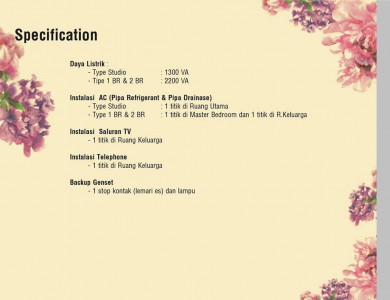 Specification
Daya Listrik :
- Type Studio : 1300 VA
- Tipe 1 BR & 2 BR : 2200 VA
Instalasi AC (Pipa Refrigerant & Pipa Drainase)
- Type Studio : 1 titik di Ruang Utama
- Type 1 BR & 2 BR : 1 titik di Master Bedroom dan 1 titik di R.Keluarga
Instalasi Saluran TV
- 1 titik di Ruang Keluarga
Instalasi Telephone
- 1 titik di Ruang Keluarga
Backup Genset
- 1 stop kontak (lemari es) dan lampu